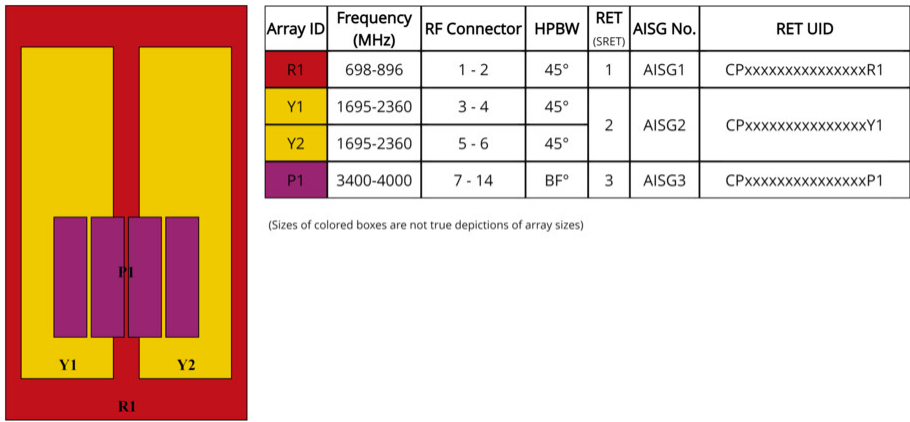 Array ID Frequency (MHz) RF Connector HPBW RET (SRET) AISG No. RET UID
R1 698-896 1 - 2 45° 1 AISG1 CPxxxxxxxxxxxxxxxR1
Y1 1695-2360 3 - 4 45° 2 AISG2 CPxxxxxxxxxxxxxxxY1
Y2 1695-2360 5 - 6 45°
P1 3400-4000 7 - 14 BF° 3 AISG3 CPxxxxxxxxxxxxxxxP1
(Sizes of colored boxes are not true depictions of array sizes)
P1
Y1 Y2
R1